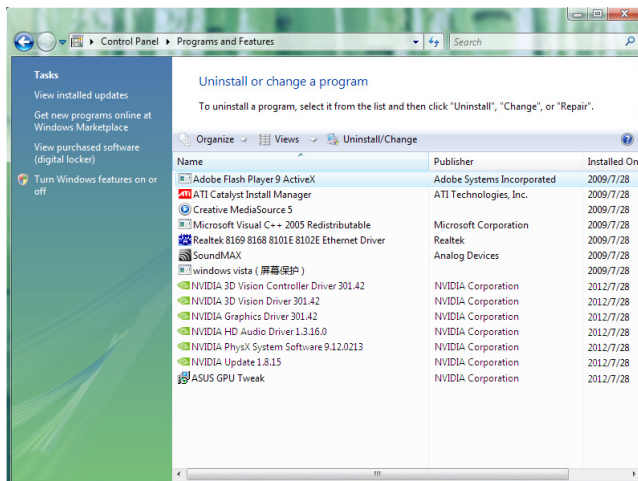 Control Panel ▸ Programs and Features
Search
Tasks
View installed updates
Get new programs online at
Windows Marketplace
View purchased software
(digital locker)
Turn Windows features on or
off
Uninstall or change a program
To uninstall a program, select it from the list and then click "Uninstall", "Change", or "Repair".
Organize Views Uninstall/Change
Name Publisher Installed On
Adobe Flash Player 9 ActiveX Adobe Systems Incorporated 2009/7/28
ATI Catalyst Install Manager ATI Technologies, Inc. 2009/7/28
Creative MediaSource 5 2009/7/28
Microsoft Visual C++ 2005 Redistributable Microsoft Corporation 2009/7/28
Realtek 8169 8168 8101E 8102E Ethernet Driver Realtek 2009/7/28
SoundMAX Analog Devices 2009/7/28
windows vista ( 屏幕保护 ) 2009/7/28
NVIDIA 3D Vision Controller Driver 301.42 NVIDIA Corporation 2012/7/28
NVIDIA 3D Vision Driver 301.42 NVIDIA Corporation 2012/7/28
NVIDIA Graphics Driver 301.42 NVIDIA Corporation 2012/7/28
NVIDIA HD Audio Driver 1.3.16.0 NVIDIA Corporation 2012/7/28
NVIDIA PhysX System Software 9.12.0213 NVIDIA Corporation 2012/7/28
NVIDIA Update 1.8.15 NVIDIA Corporation 2012/7/28
ASUS GPU Tweak NVIDIA Corporation 2012/7/28